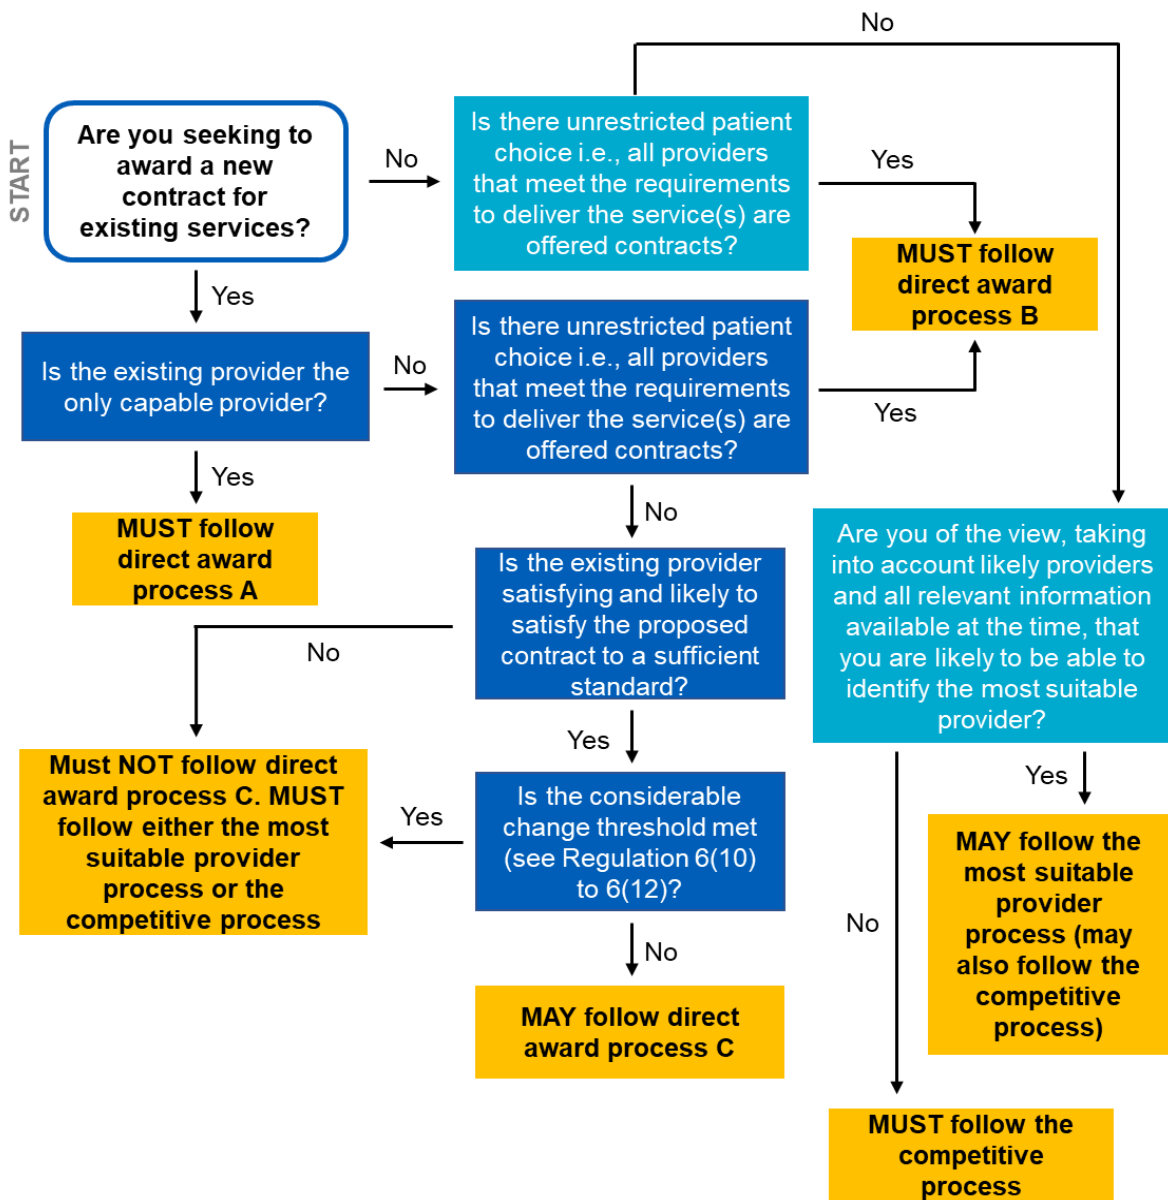 No
START
Are you seeking to
award a new
contract for
existing services?
No
Is there unrestricted patient
choice i.e., all providers
that meet the requirements
to deliver the service(s) are
offered contracts?
Yes
MUST follow
direct award
process B
Yes
Is the existing provider the
only capable provider?
No
Is there unrestricted patient
choice i.e., all providers
that meet the requirements
to deliver the service(s) are
offered contracts?
Yes
Yes
MUST follow
direct award
process A
No
Is the existing provider
satisfying and likely to
satisfy the proposed
contract to a sufficient
standard?
No
Are you of the view, taking
into account likely providers
and all relevant information
available at the time, that
you are likely to be able to
identify the most suitable
provider?
Yes
Must NOT follow direct
award process C. MUST
follow either the most
suitable provider
process or the
competitive process
Yes
Is the considerable
change threshold met
(see Regulation 6(10)
to 6(12)?
No
MAY follow direct
award process C
Yes
MAY follow the
most suitable
provider
process (may
also follow the
competitive
process)
No
MUST follow the
competitive
process